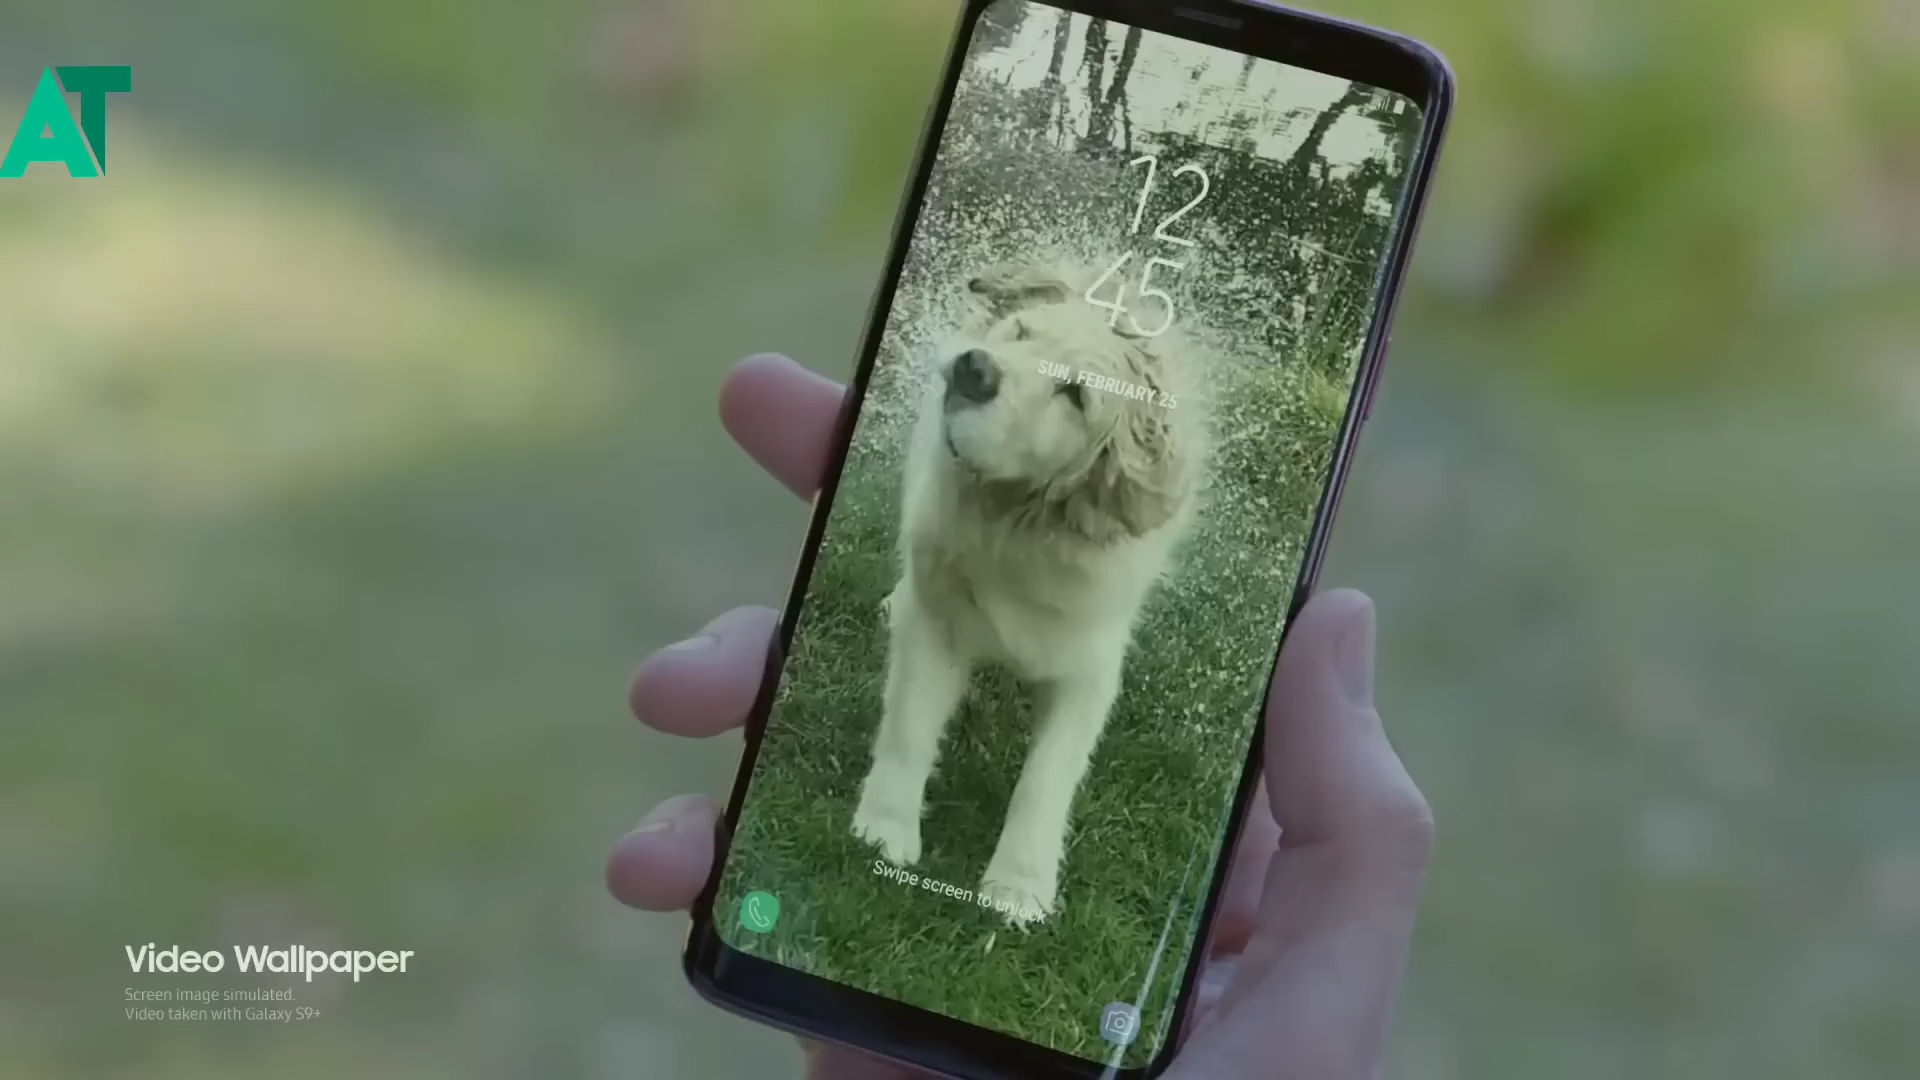 AT
12
45
SUN, FEBRUARY 25
Swipe screen to unlock
Video Wallpaper
Screen image simulated.
Video taken with Galaxy S9+